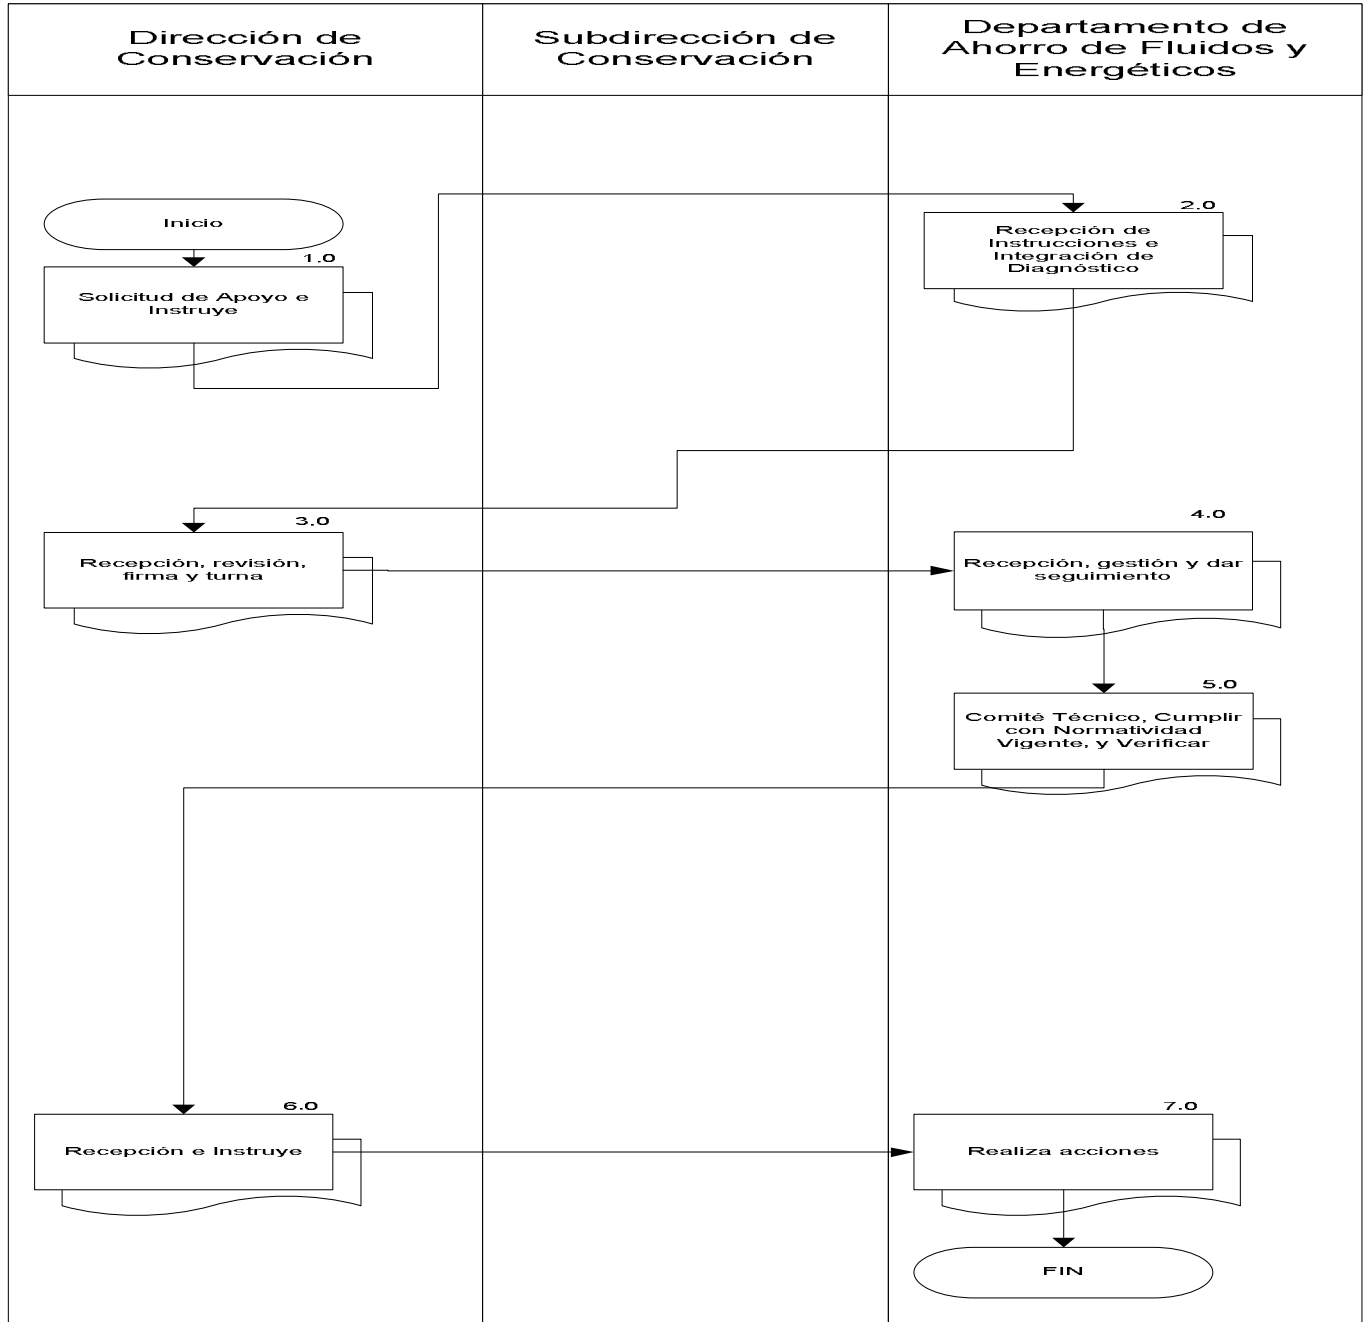 Dirección de
Conservación
Subdirección de
Conservación
Departamento de
Ahorro de Fluidos y
Energéticos
Inicio
1.0
Solicitud de Apoyo e
Instruye
2.0
Recepción de
Instrucciones e
Integración de
Diagnóstico
3.0
Recepción, revisión,
firma y turna
4.0
Recepción, gestión y dar
seguimiento
5.0
Comité Técnico, Cumplir
con Normatividad
Vigente, y Verificar
6.0
Recepción e Instruye
7.0
Realiza acciones
FIN